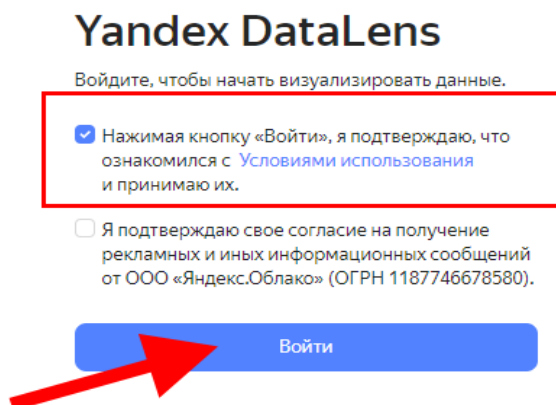 Yandex DataLens
Войдите, чтобы начать визуализировать данные.
Нажимая кнопку «Войти», я подтверждаю, что
ознакомился с Условиями использования
и принимаю их.
Я подтверждаю свое согласие на получение
рекламных и иных информационных сообщений
от ООО «Яндекс.Облако» (ОГРН 1187746678580).
Войти